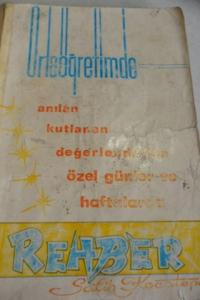 Ortaöğretimde
anılan
kutlanan
değerlendirilen
özel günler ve
haftalarda
REHBER